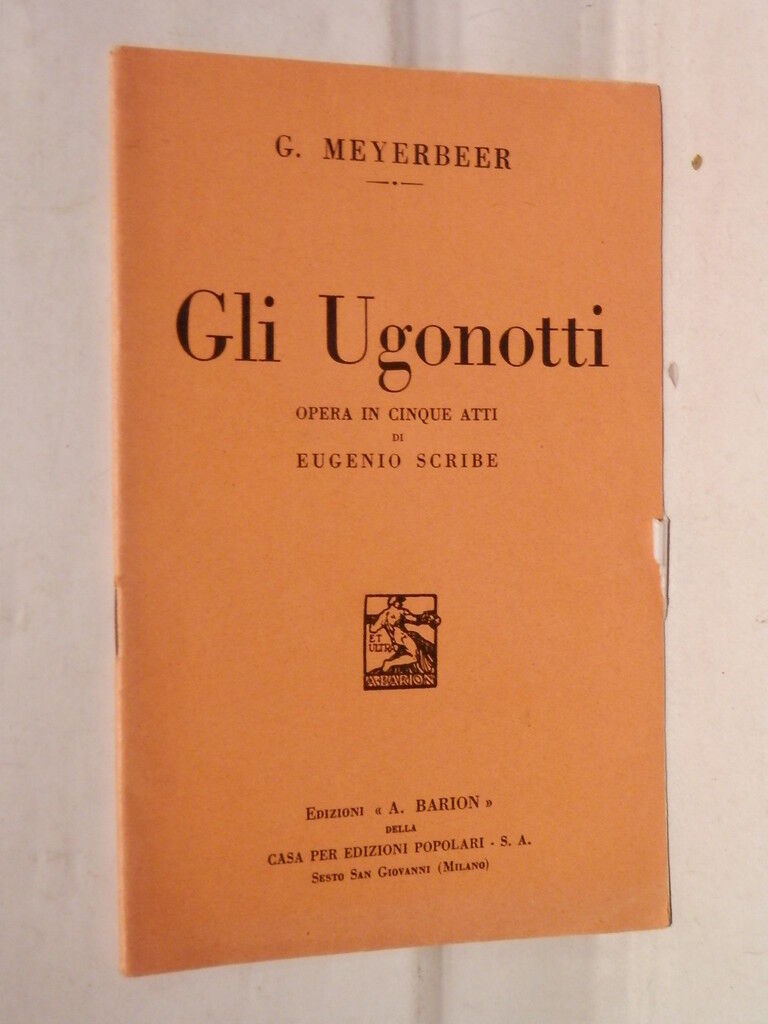 G. MEYERBEER
Gli Ugonotti
OPERA IN CINQUE ATTI
DI
EUGENIO SCRIBE
ET
ULTRA
A·BARION
EDIZIONI « A. BARION »
DELLA
CASA PER EDIZIONI POPOLARI - S. A.
SESTO SAN GIOVANNI (MILANO)